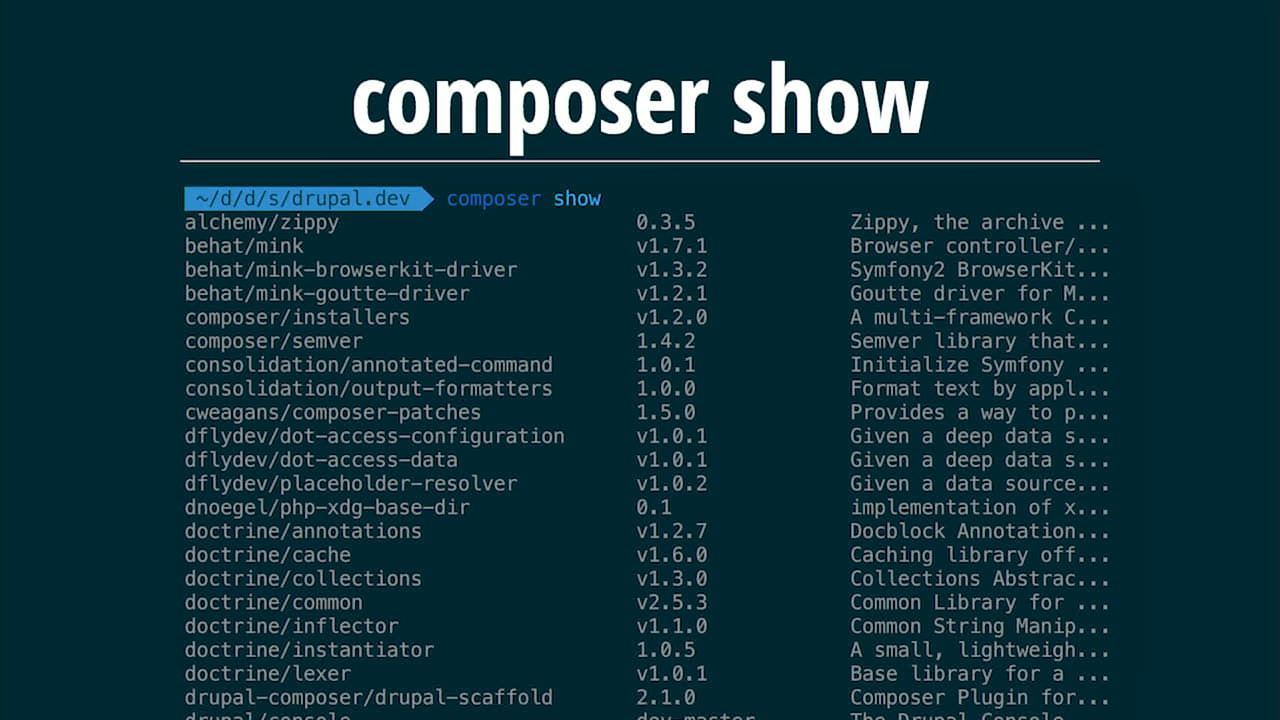 composer show
~/d/d/s/drupal.dev composer show
alchemy/zippy 0.3.5 Zippy, the archive ...
behat/mink v1.7.1 Browser controller/...
behat/mink-browserkit-driver v1.3.2 Symfony2 BrowserKit...
behat/mink-goutte-driver v1.2.1 Goutte driver for M...
composer/installers v1.2.0 A multi-framework C...
composer/semver 1.4.2 Semver library that...
consolidation/annotated-command 1.0.1 Initialize Symfony ...
consolidation/output-formatters 1.0.0 Format text by appl...
cweagans/composer-patches 1.5.0 Provides a way to p...
dflydev/dot-access-configuration v1.0.1 Given a deep data s...
dflydev/dot-access-data v1.0.1 Given a deep data s...
dflydev/placeholder-resolver v1.0.2 Given a data source...
dnoegel/php-xdg-base-dir 0.1 implementation of x...
doctrine/annotations v1.2.7 Docblock Annotation...
doctrine/cache v1.6.0 Caching library off...
doctrine/collections v1.3.0 Collections Abstrac...
doctrine/common v2.5.3 Common Library for ...
doctrine/inflector v1.1.0 Common String Manip...
doctrine/instantiator 1.0.5 A small, lightweigh...
doctrine/lexer v1.0.1 Base library for a ...
drupal-composer/drupal-scaffold 2.1.0 Composer Plugin for...
drupal/console dev-master The Drupal Console